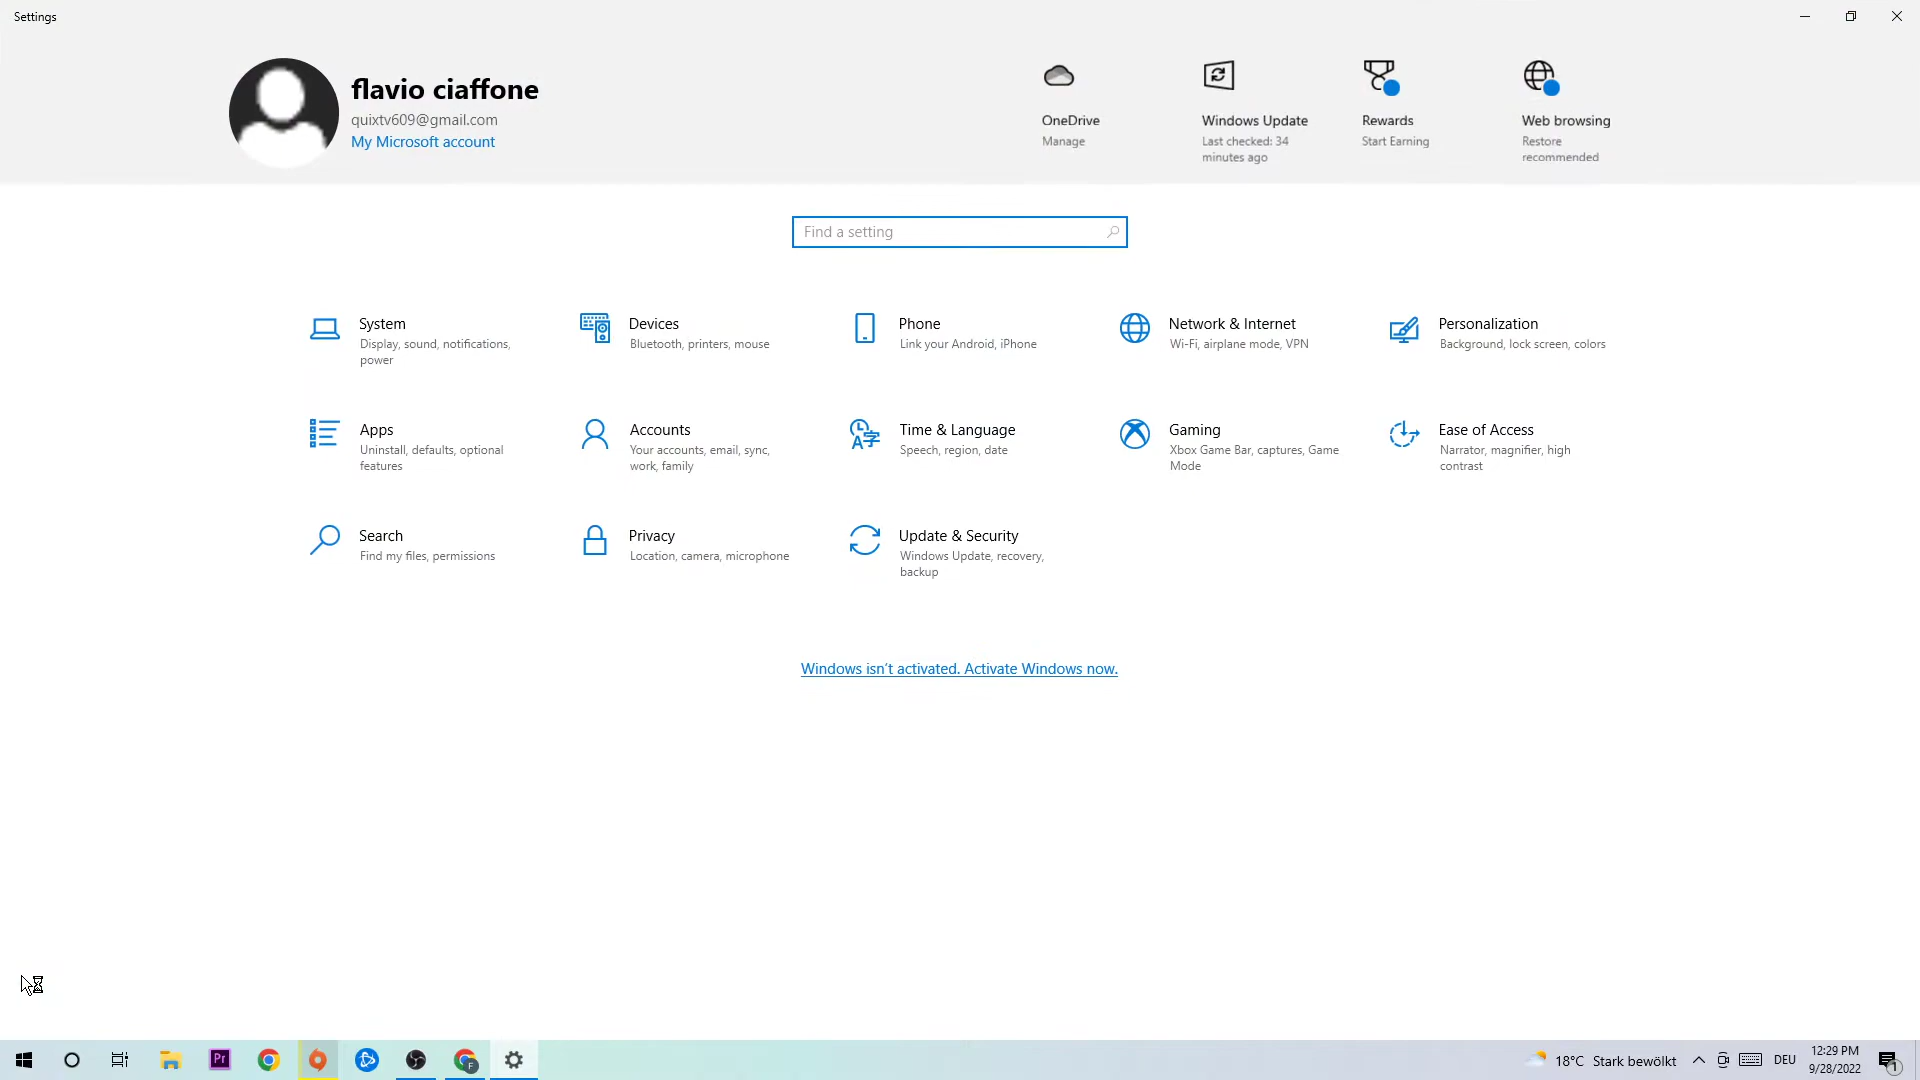 Settings
flavio ciaffone
quixtv609@gmail.com
My Microsoft account
OneDrive
Manage
Windows Update
Last checked: 34
minutes ago
Rewards
Start Earning
Web browsing
Restore
recommended
Find a setting
System
Display, sound, notifications,
power
Devices
Bluetooth, printers, mouse
Phone
Link your Android, iPhone
Network & Internet
Wi-Fi, airplane mode, VPN
Personalization
Background, lock screen, colors
Apps
Uninstall, defaults, optional
features
Accounts
Your accounts, email, sync,
work, family
Time & Language
Speech, region, date
Gaming
Xbox Game Bar, captures, Game
Mode
Ease of Access
Narrator, magnifier, high
contrast
Search
Find my files, permissions
Privacy
Location, camera, microphone
Update & Security
Windows Update, recovery,
backup
Windows isn't activated. Activate Windows now.
Pr
F
18°C Stark bewölkt
DEU
12:29 PM
9/28/2022
1